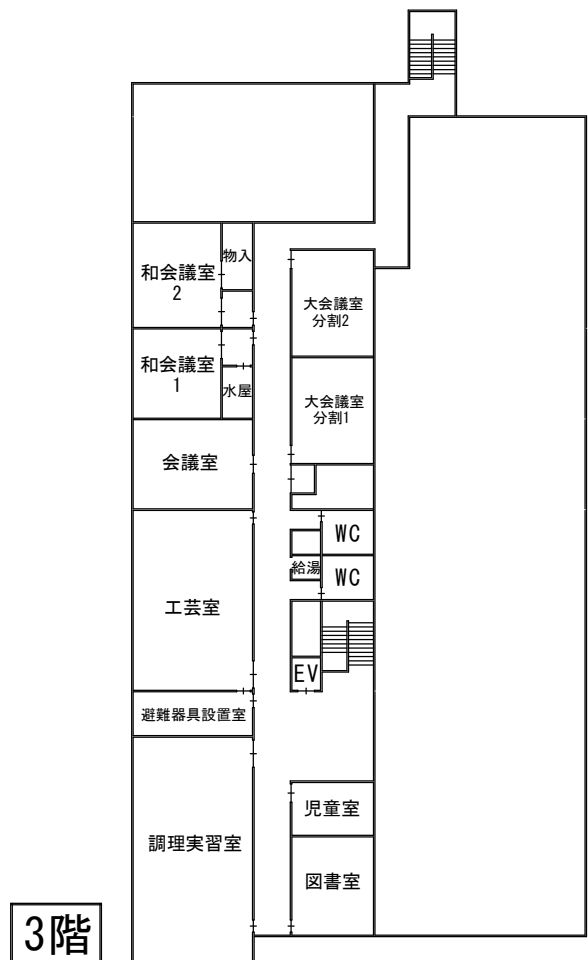 物入
和会議室
2
大会議室
分割2
和会議室
1
水屋
大会議室
分割1
会議室
WC
給湯
WC
工芸室
EV
避難器具設置室
児童室
調理実習室
図書室
3階